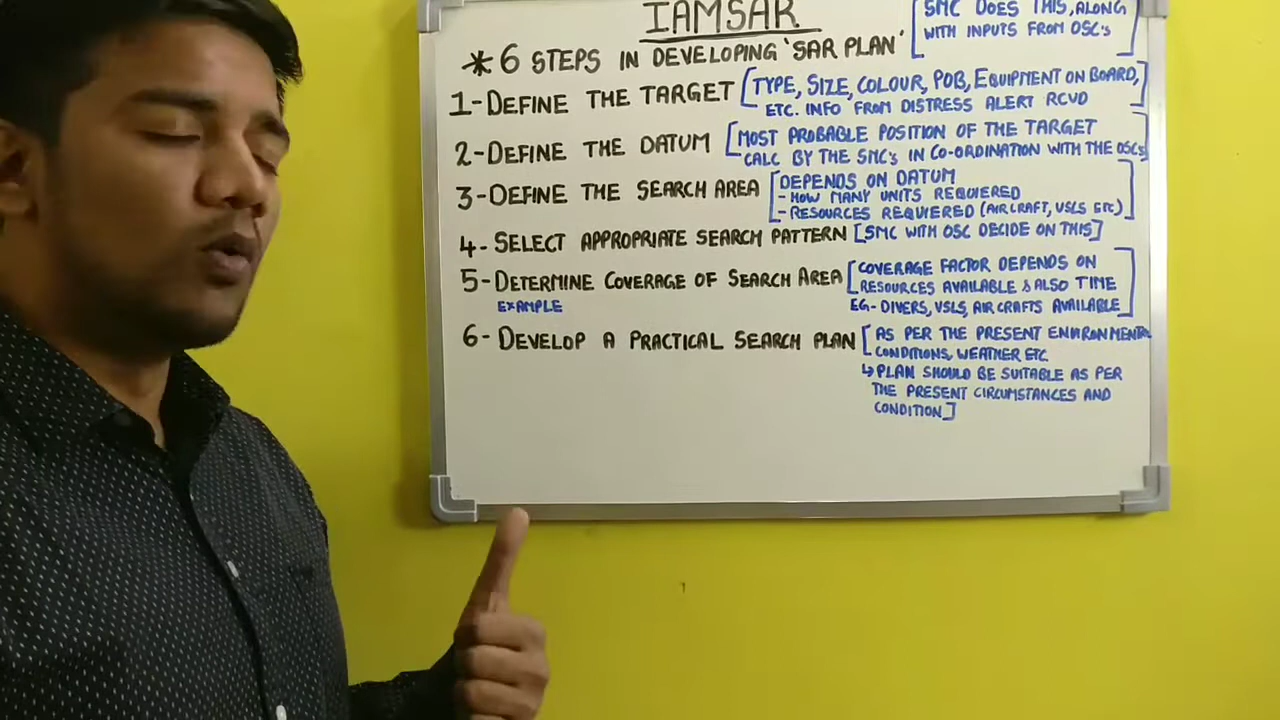 IAMSAR
[SMC DOES THIS, ALONG
WITH INPUTS FROM OSC's]
* 6 STEPS IN DEVELOPING 'SAR PLAN'
1-DEFINE THE TARGET [TYPE, SIZE, COLOUR, POB, EQUIPMENT ON BOARD,
ETC. INFO FROM DISTRESS ALERT RCVD]
2-DEFINE THE DATUM [MOST PROBABLE POSITION OF THE TARGET
CALC BY THE SMC's IN CO-ORDINATION WITH THE OSCs]
3-DEFINE THE SEARCH AREA [DEPENDS ON DATUM
-HOW MANY UNITS REQUIERED
-RESOURCES REQUIERED (AIRCRAFT, VSLS ETC)]
4-SELECT APPROPRIATE SEARCH PATTERN [SMC WITH OSC DECIDE ON THIS]
5-DETERMINE COVERAGE OF SEARCH AREA [COVERAGE FACTOR DEPENDS ON
RESOURCES AVAILABLE & ALSO TIME
EXAMPLE
EG- DIVERS, VSLS, AIRCRAFTS AVAILABLE]
6-DEVELOP A PRACTICAL SEARCH PLAN [AS PER THE PRESENT ENVIRONMENTAL
CONDITIONS, WEATHER ETC.
↳PLAN SHOULD BE SUITABLE AS PER
THE PRESENT CIRCUMSTANCES AND
CONDITION]